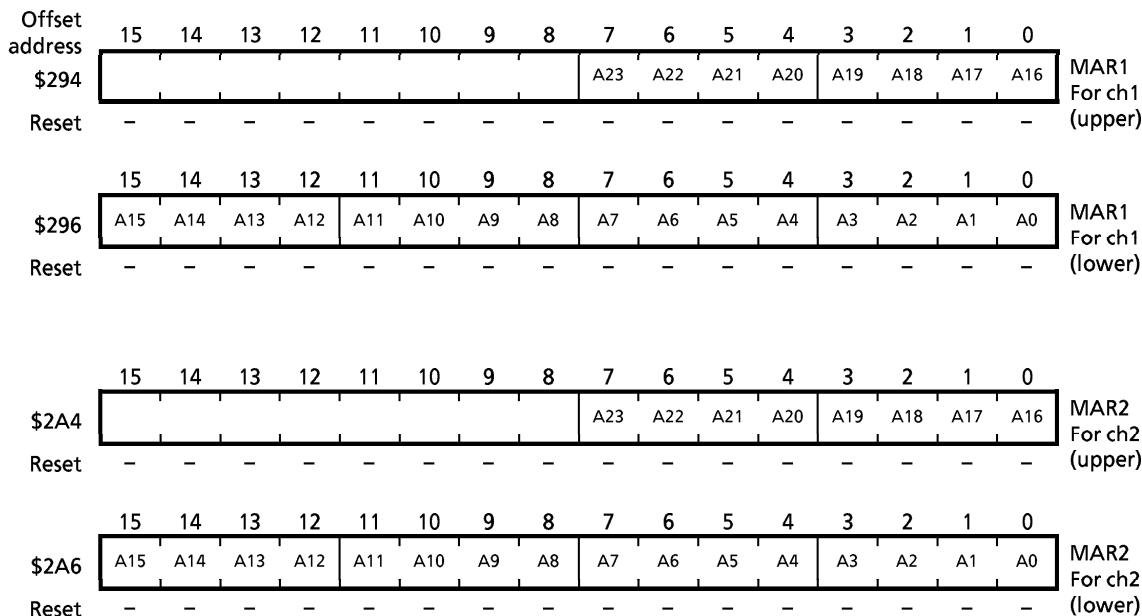 Offset address 15 14 13 12 11 10 9 8 7 6 5 4 3 2 1 0
$294 A23 A22 A21 A20 A19 A18 A17 A16 MAR1 For ch1 (upper)
Reset – – – – – – – – – – – – – – – –
15 14 13 12 11 10 9 8 7 6 5 4 3 2 1 0
$296 A15 A14 A13 A12 A11 A10 A9 A8 A7 A6 A5 A4 A3 A2 A1 A0 MAR1 For ch1 (lower)
Reset – – – – – – – – – – – – – – – –
15 14 13 12 11 10 9 8 7 6 5 4 3 2 1 0
$2A4 A23 A22 A21 A20 A19 A18 A17 A16 MAR2 For ch2 (upper)
Reset – – – – – – – – – – – – – – – –
15 14 13 12 11 10 9 8 7 6 5 4 3 2 1 0
$2A6 A15 A14 A13 A12 A11 A10 A9 A8 A7 A6 A5 A4 A3 A2 A1 A0 MAR2 For ch2 (lower)
Reset – – – – – – – – – – – – – – – –